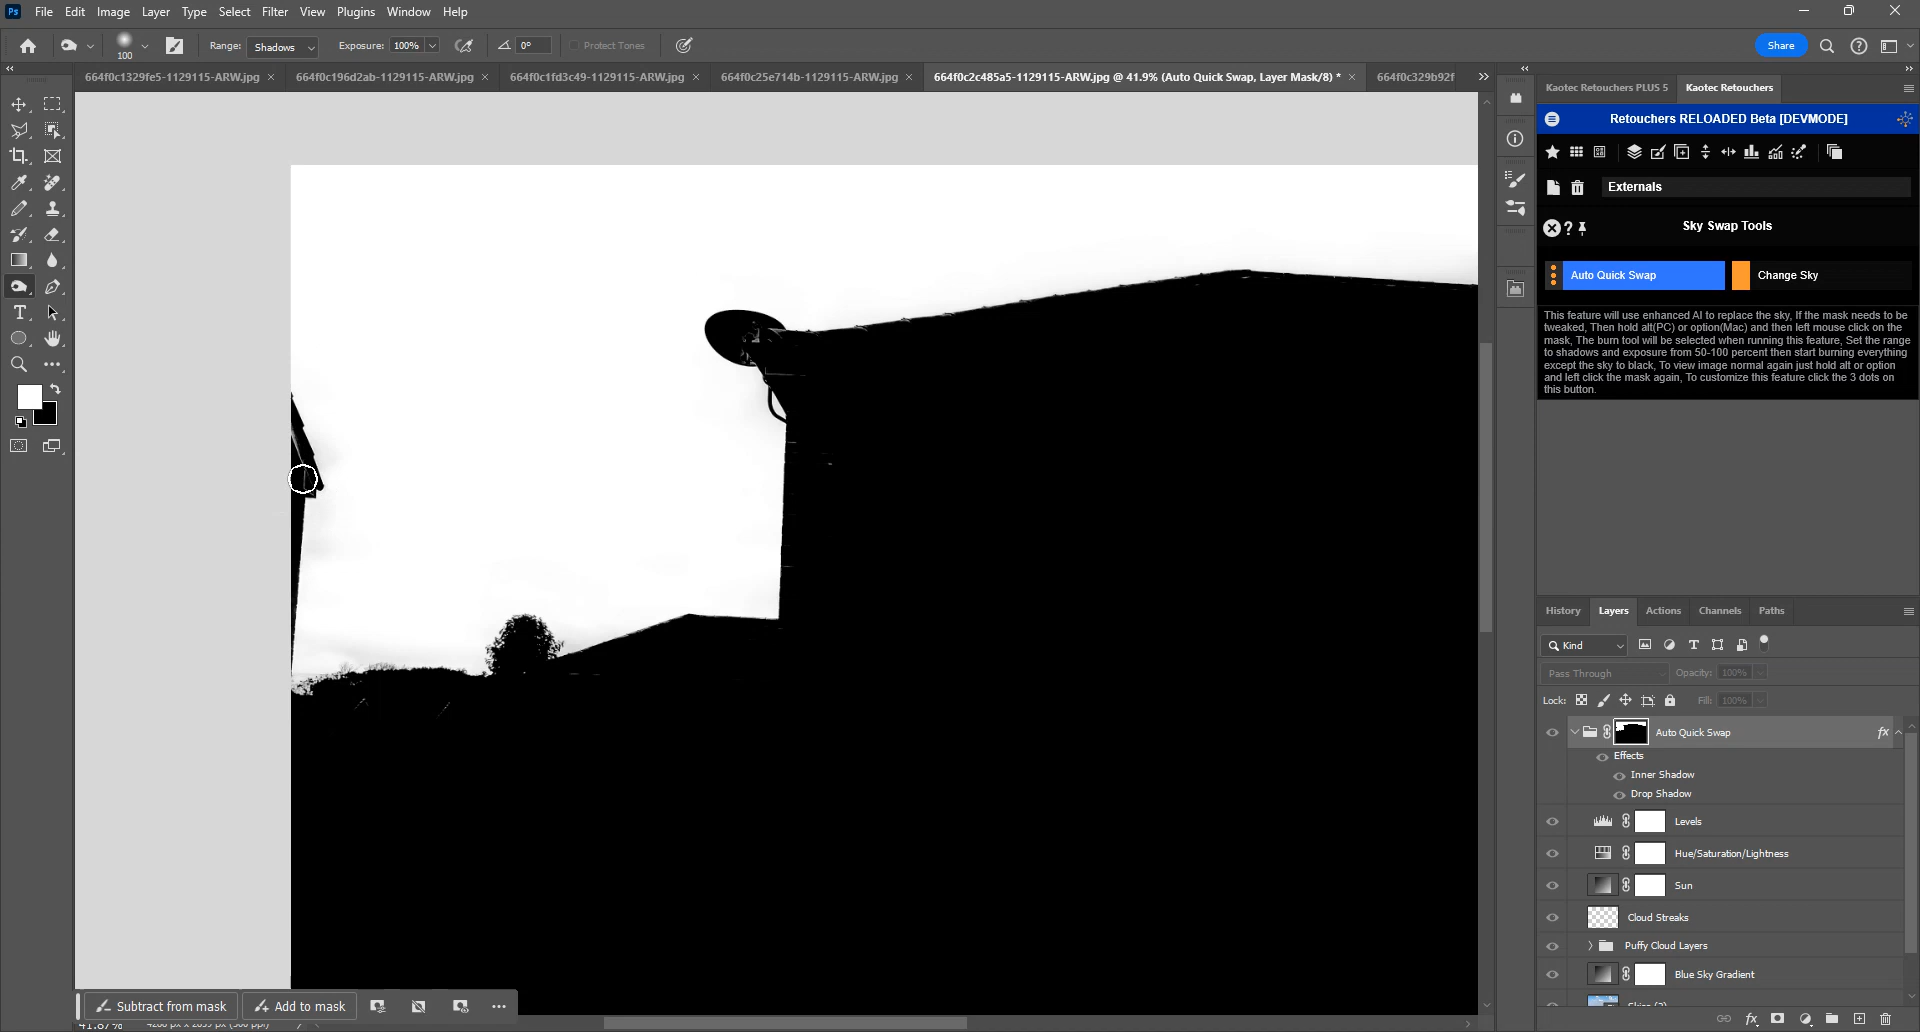 Ps File Edit Image Layer Type Select Filter View Plugins Window Help
100 Range: Shadows Exposure: 100% 0° Protect Tones Share
664f0c1329fe5-1129115-ARW.jpg 664f0c196d2ab-1129115-ARW.jpg 664f0c1fd3c49-1129115-ARW.jpg 664f0c25e714b-1129115-ARW.jpg 664f0c2c485a5-1129115-ARW.jpg @ 41.9% (Auto Quick Swap, Layer Mask/8) * 664f0c329b92f
Kaotec Retouchers PLUS 5 Kaotec Retouchers
Retouchers RELOADED Beta [DEVMODE]
Externals
Sky Swap Tools
Auto Quick Swap Change Sky
This feature will use enhanced AI to replace the sky, If the mask needs to be
tweaked, Then hold alt(PC) or option(Mac) and then left mouse click on the
mask, The burn tool will be selected when running this feature, Set the range
to shadows and exposure from 50-100 percent then start burning everything
except the sky to black, To view image normal again just hold alt or option
and left click the mask again, To customize this feature click the 3 dots on
this button.
History Layers Actions Channels Paths
Kind
Pass Through Opacity: 100%
Lock: Fill: 100%
Auto Quick Swap fx
Effects
Inner Shadow
Drop Shadow
Levels
Hue/Saturation/Lightness
Sun
Cloud Streaks
Puffy Cloud Layers
Blue Sky Gradient
Subtract from mask Add to mask